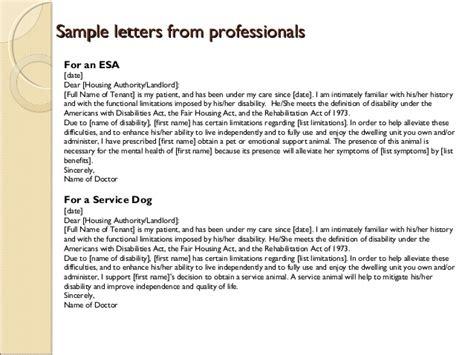 Sample letters from professionals
For an ESA
[date]
Dear [Housing Authority/Landlord]:
[Full Name of Tenant] is my patient, and has been under my care since [date]. I am intimately familiar with his/her history
and with the functional limitations imposed by his/her disability.  He/She meets the definition of disability under the
Americans with Disabilities Act, the Fair Housing Act, and the Rehabilitation Act of 1973.
Due to [name of disability], [first name] has certain limitations regarding [list limitations]. In order to help alleviate these
difficulties, and to enhance his/her ability to live independently and to fully use and enjoy the dwelling unit you own and/or
administer, I have prescribed [first name] obtain a pet or emotional support animal. The presence of this animal is
necessary for the mental health of [first name] because its presence will alleviate his/her symptoms of [list symptoms] by [list
benefits].
Sincerely,
Name of Doctor
For a Service Dog
[date]
Dear [Housing Authority/Landlord]:
[Full Name of Tenant] is my patient, and has been under my care since [date]. I am intimately familiar with his/her history
and with the functional limitations imposed by his/her disability. He/She meets the definition of disability under the
Americans with Disabilities Act, the Fair Housing Act, and the Rehabilitation Act of 1973.
Due to [name of disability], [first name] has certain limitations regarding [list limitations]. In order to help alleviate these
difficulties, and to enhance his/her ability to live independently and to fully use and enjoy the dwelling unit you own and/or
administer, I support [first name]'s decision to obtain a service animal. A service animal will help to mitigate his/her
disability and improve independence and quality of life.
Sincerely,
Name of Doctor